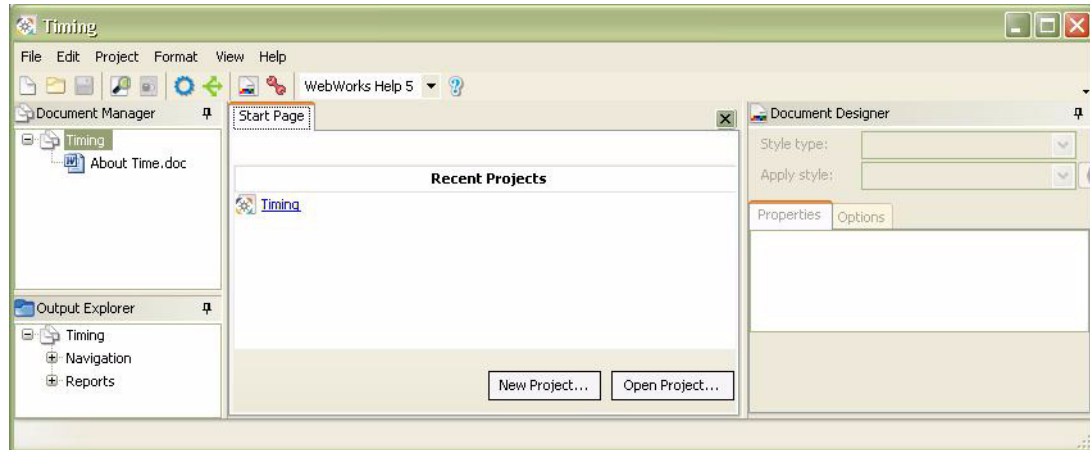 Timing
File Edit Project Format View Help
WebWorks Help 5
Document Manager
Timing
About Time.doc
Output Explorer
Timing
Navigation
Reports
Start Page
Recent Projects
Timing
New Project... Open Project...
Document Designer
Style type:
Apply style:
Properties Options